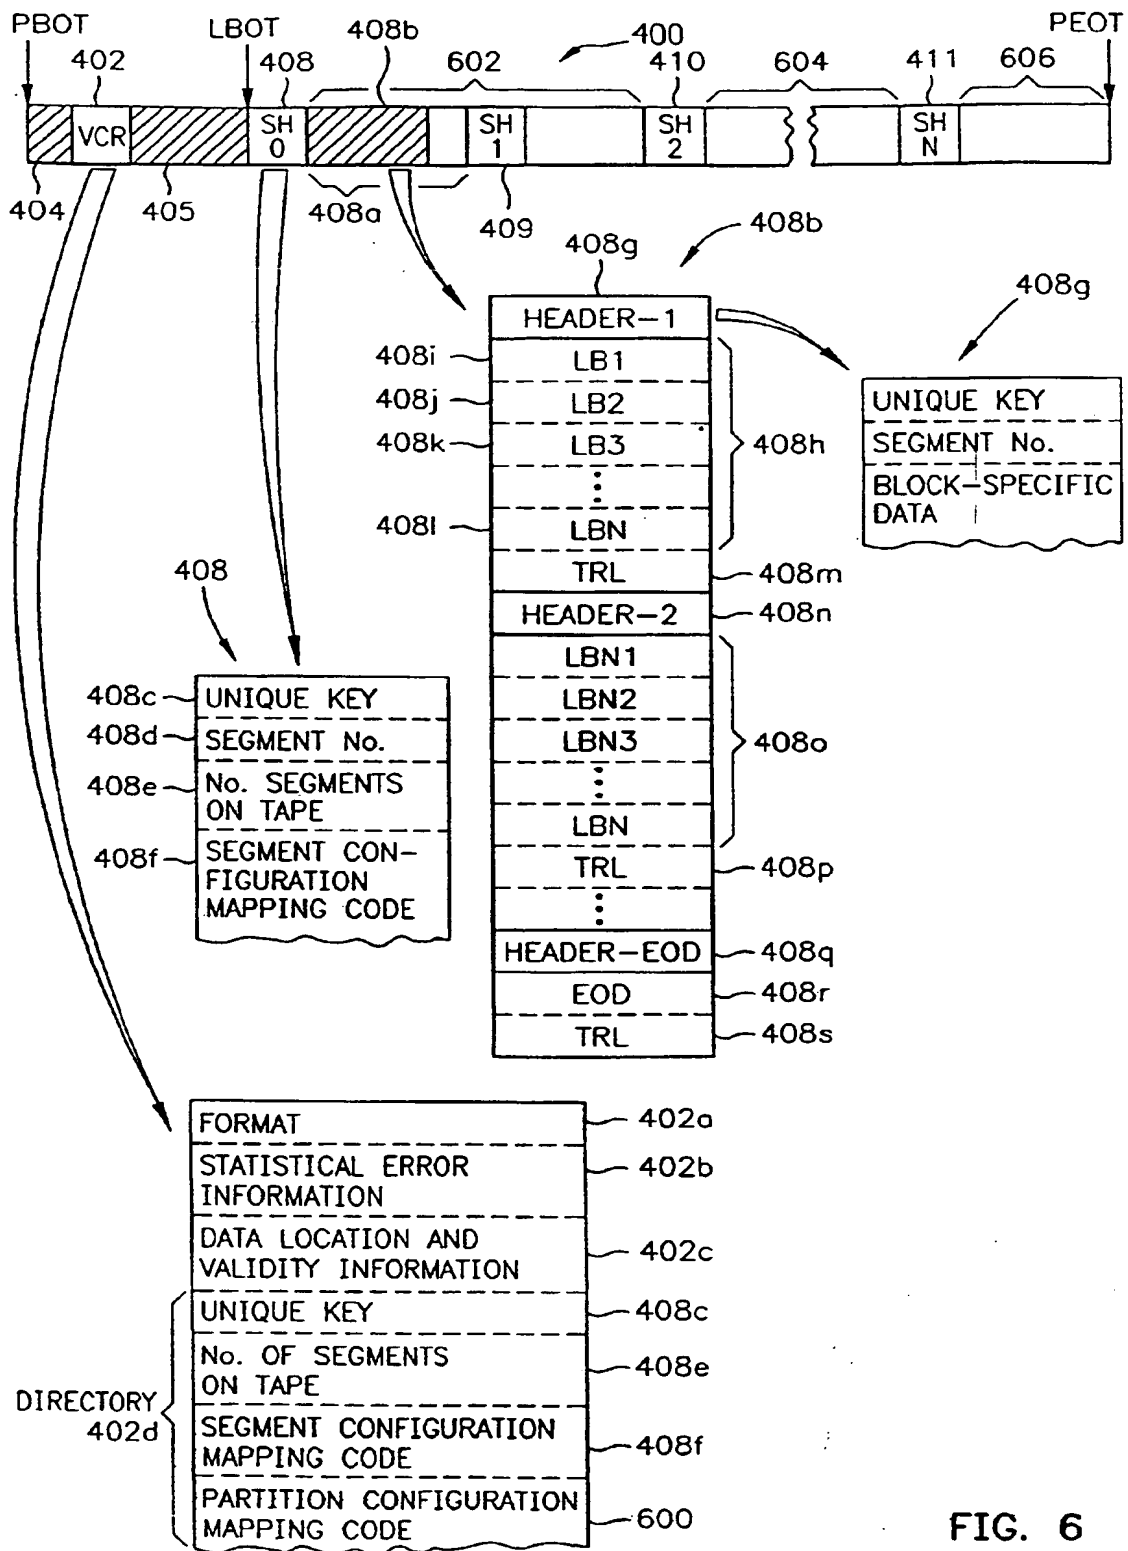 PBOT
LBOT
408b
400
PEOT
402
408
602
410
604
411
606
VCR
SH 0
SH 1
SH 2
SH N
404
405
408a
409
408b
408g
408g
HEADER-1
408i
LB1
408j
LB2
408k
LB3
408h
408l
LBN
TRL
408m
HEADER-2
408n
LBN1
LBN2
LBN3
408o
LBN
TRL
408p
HEADER-EOD
408q
EOD
408r
TRL
408s
UNIQUE KEY
SEGMENT No.
BLOCK-SPECIFIC
DATA
408
408c
UNIQUE KEY
408d
SEGMENT No.
408e
No. SEGMENTS
ON TAPE
408f
SEGMENT CON-
FIGURATION
MAPPING CODE
FORMAT
402a
STATISTICAL ERROR
INFORMATION
402b
DATA LOCATION AND
VALIDITY INFORMATION
402c
UNIQUE KEY
408c
No. OF SEGMENTS
ON TAPE
408e
DIRECTORY
402d
SEGMENT CONFIGURATION
MAPPING CODE
408f
PARTITION CONFIGURATION
MAPPING CODE
600
FIG. 6